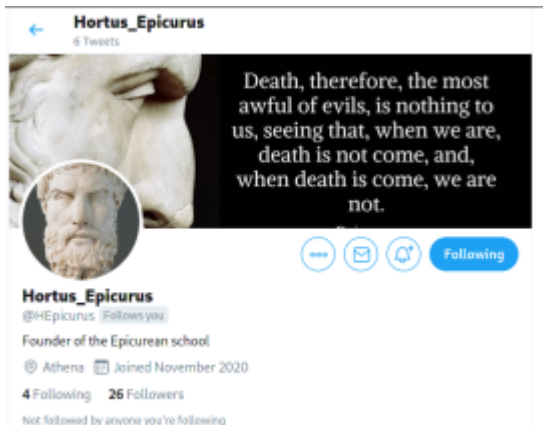 Hortus_Epicurus
6 Tweets
Death, therefore, the most
awful of evils, is nothing to
us, seeing that, when we are,
death is not come, and,
when death is come, we are
not.
Following
Hortus_Epicurus
@HEpicurus Follows you
Founder of the Epicurean school
Athena Joined November 2020
4 Following 26 Followers
Not followed by anyone you're following